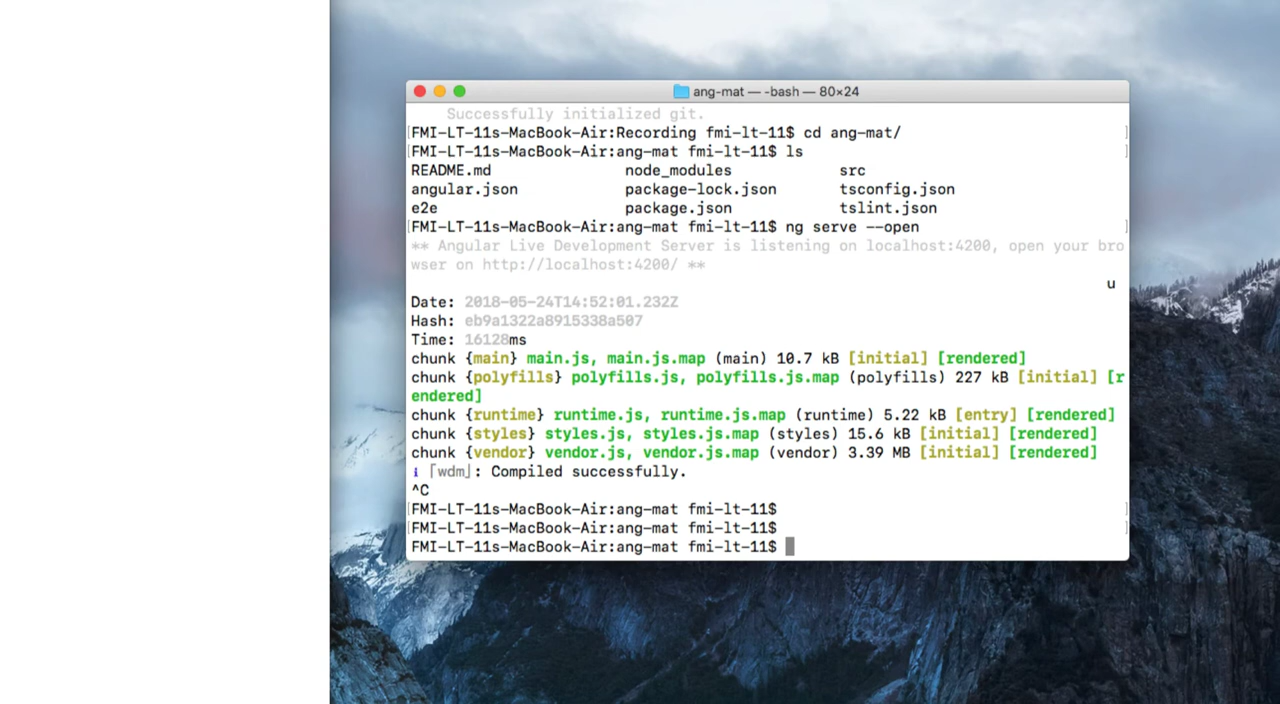 ang-mat — -bash — 80×24
Successfully initialized git.
[FMI-LT-11s-MacBook-Air:Recording fmi-lt-11$ cd ang-mat/ ]
[FMI-LT-11s-MacBook-Air:ang-mat fmi-lt-11$ ls ]
README.md node_modules src
angular.json package-lock.json tsconfig.json
e2e package.json tslint.json
[FMI-LT-11s-MacBook-Air:ang-mat fmi-lt-11$ ng serve --open ]
** Angular Live Development Server is listening on localhost:4200, open your bro
wser on http://localhost:4200/ **
u
Date: 2018-05-24T14:52:01.232Z
Hash: eb9a1322a8915338a507
Time: 16128ms
chunk {main} main.js, main.js.map (main) 10.7 kB [initial] [rendered]
chunk {polyfills} polyfills.js, polyfills.js.map (polyfills) 227 kB [initial] [r
endered]
chunk {runtime} runtime.js, runtime.js.map (runtime) 5.22 kB [entry] [rendered]
chunk {styles} styles.js, styles.js.map (styles) 15.6 kB [initial] [rendered]
chunk {vendor} vendor.js, vendor.js.map (vendor) 3.39 MB [initial] [rendered]
ℹ ｢wdm｣: Compiled successfully.
^C
[FMI-LT-11s-MacBook-Air:ang-mat fmi-lt-11$ ]
[FMI-LT-11s-MacBook-Air:ang-mat fmi-lt-11$ ]
FMI-LT-11s-MacBook-Air:ang-mat fmi-lt-11$